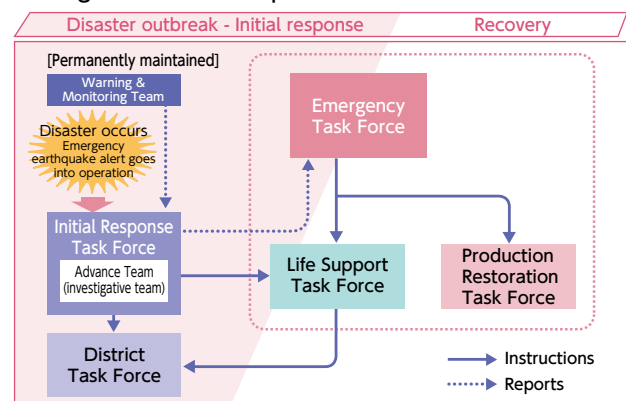 Disaster outbreak - Initial response
Recovery
[Permanently maintained]
Warning &
Monitoring Team
Disaster occurs
Emergency
earthquake alert goes
into operation
Emergency
Task Force
Initial Response
Task Force
Advance Team
(investigative team)
Life Support
Task Force
Production
Restoration
Task Force
District
Task Force
Instructions
Reports